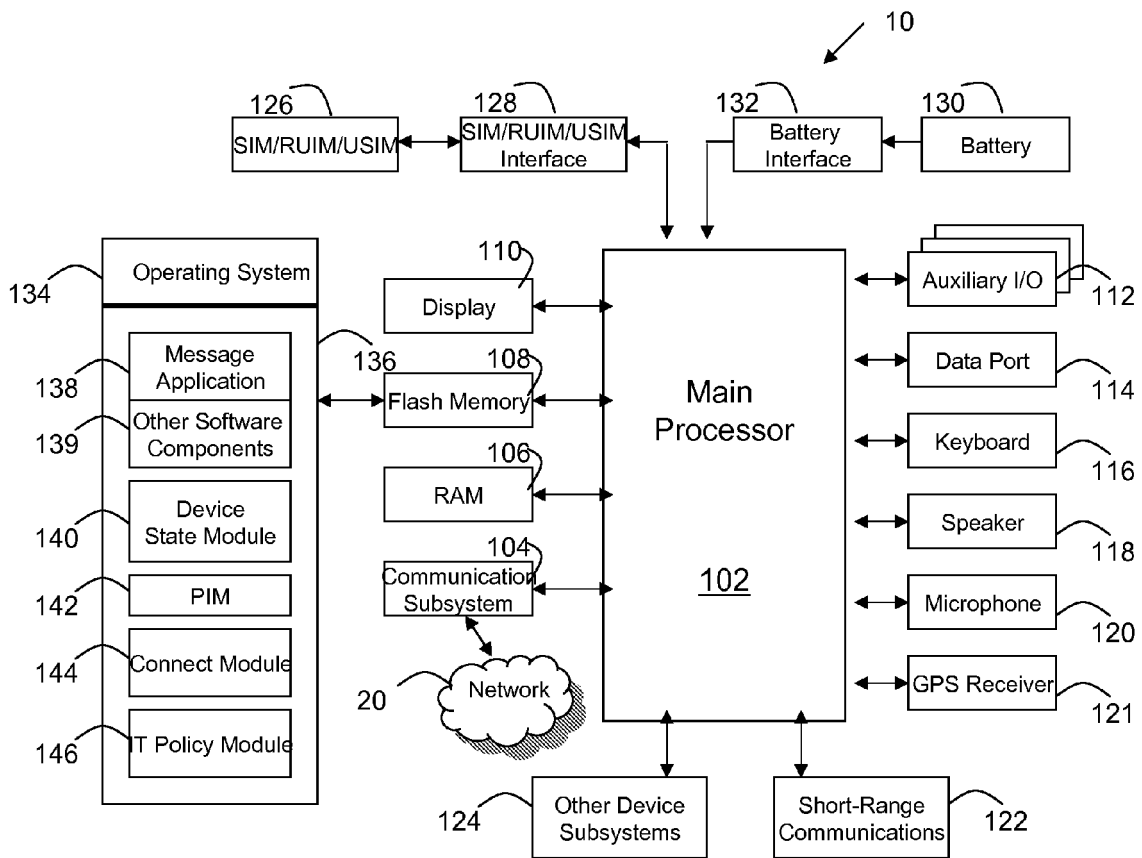 10
126
128
132
130
SIM/RUIM/USIM
SIM/RUIM/USIM
Interface
Battery
Interface
Battery
134
Operating System
136
138
Message
Application
139
Other Software
Components
140
Device
State Module
142
PIM
144
Connect Module
146
IT Policy Module
110
Display
108
Flash Memory
106
RAM
104
Communication
Subsystem
20
Network
Main
Processor
102
Auxiliary I/O
112
Data Port
114
Keyboard
116
Speaker
118
Microphone
120
GPS Receiver
121
124
Other Device
Subsystems
Short-Range
Communications
122